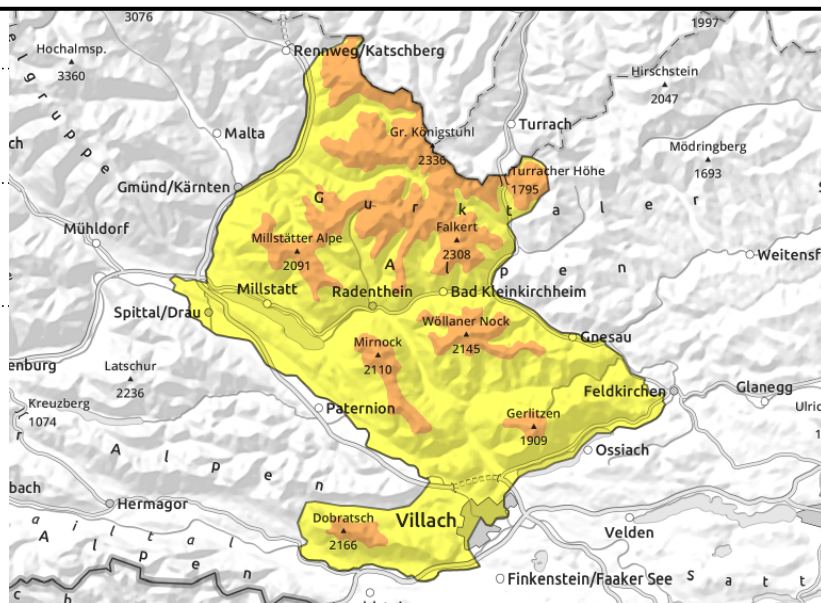 3076
1997
Hochalmsp.
3360
Rennweg/Katschberg
Hirschstein
2047
Malta
Gr. Königstuhl
2336
Turrach
Mödringberg
1693
Turracher Höhe
1795
Gmünd/Kärnten
Mühldorf
G u r k t a l e r
A l p e n
Falkert
2308
Millstätter Alpe
2091
Weitensf
Millstatt
Radenthein
Bad Kleinkirchheim
Spittal/Drau
Wöllaner Nock
2145
Mirnock
2110
Gnesau
enburg
Latschur
2236
Feldkirchen
Glanegg
Kreuzberg
1074
Paternion
Gerlitzen
1909
Ulric
Ossiach
A l p e n
bach
Hermagor
Dobratsch
2166
Villach
Velden
a i l t a l
A l p e n
Finkenstein/Faaker See
S a t t